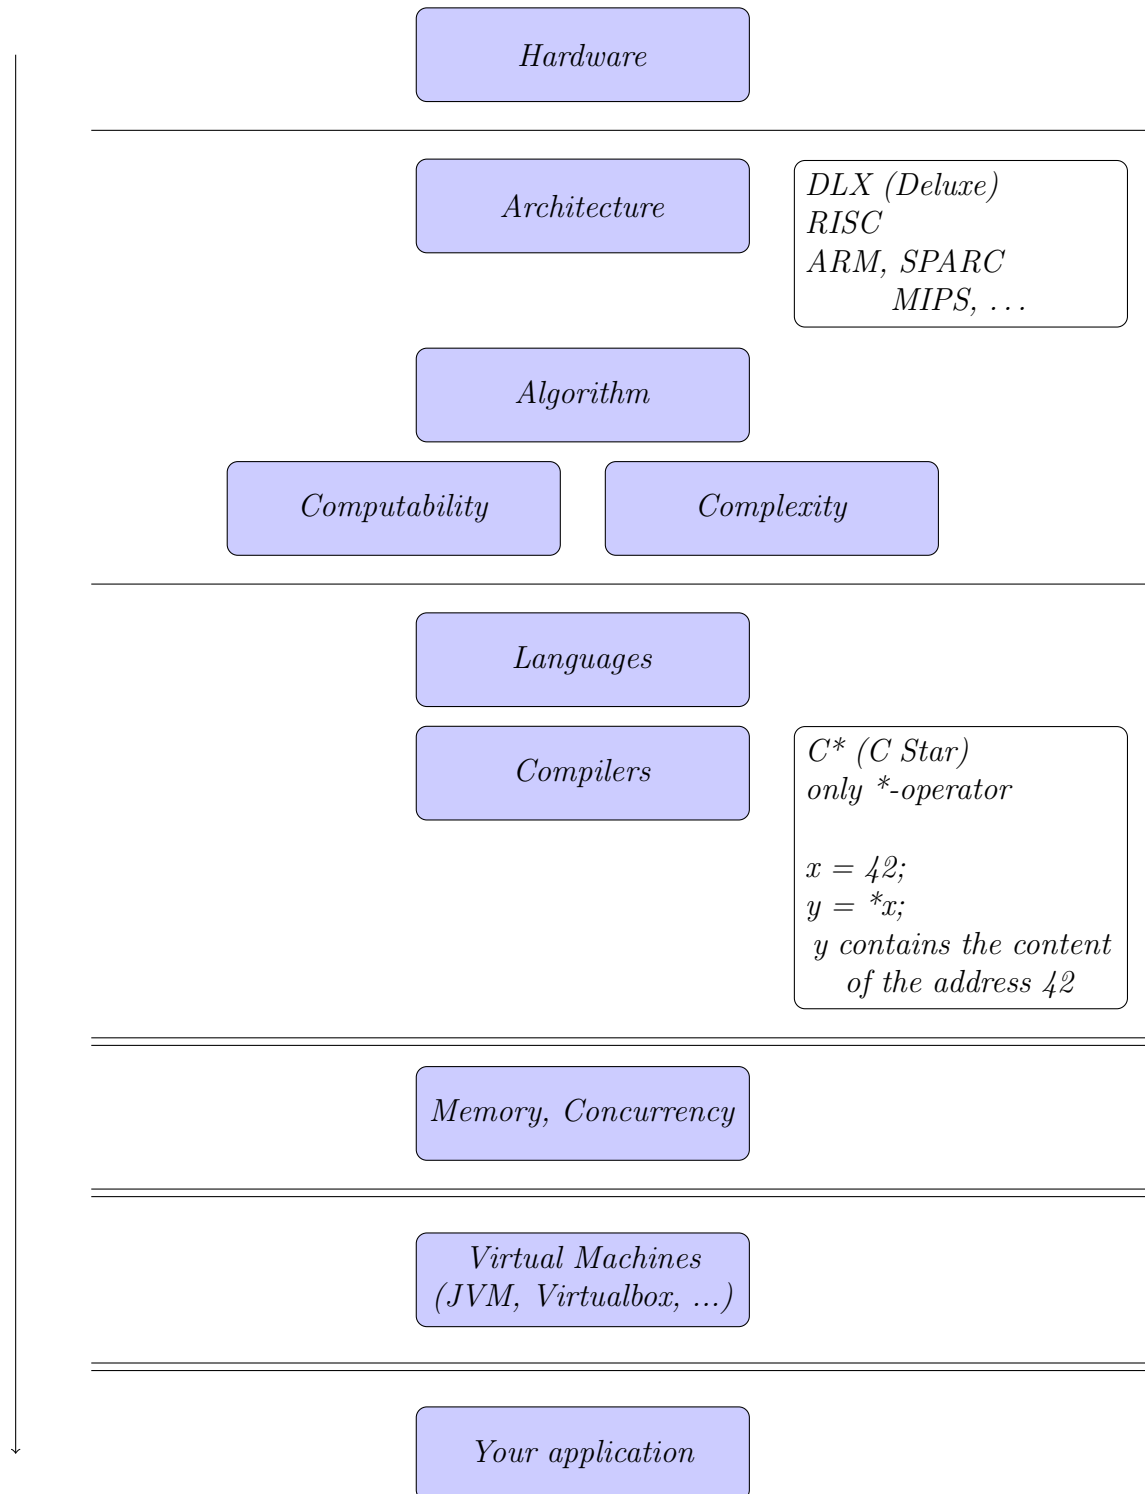 Hardware
Architecture
DLX (Deluxe)
RISC
ARM, SPARC
MIPS, . . .
Algorithm
Computability
Complexity
Languages
Compilers
C* (C Star)
only *-operator
x = 42;
y = *x;
y contains the content
of the address 42
Memory, Concurrency
Virtual Machines
(JVM, Virtualbox, ...)
Your application